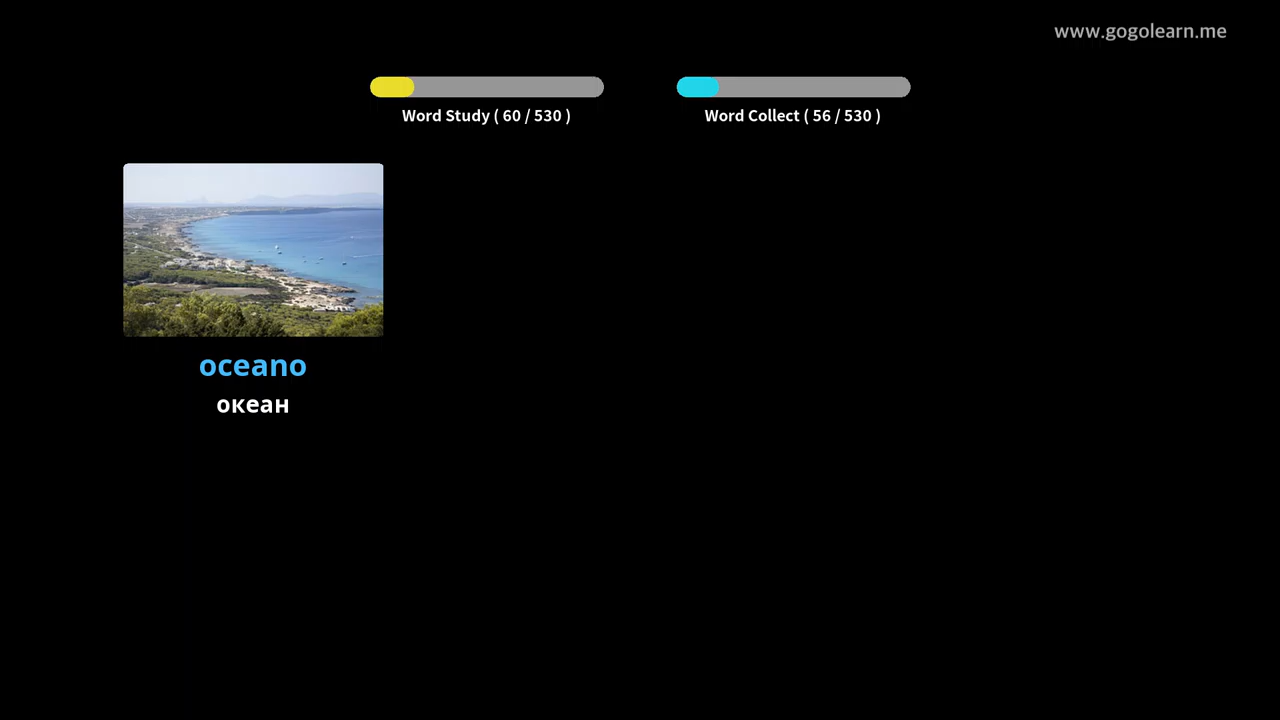 www.gogolearn.me
Word Study ( 60 / 530 )
Word Collect ( 56 / 530 )
oceano
океан